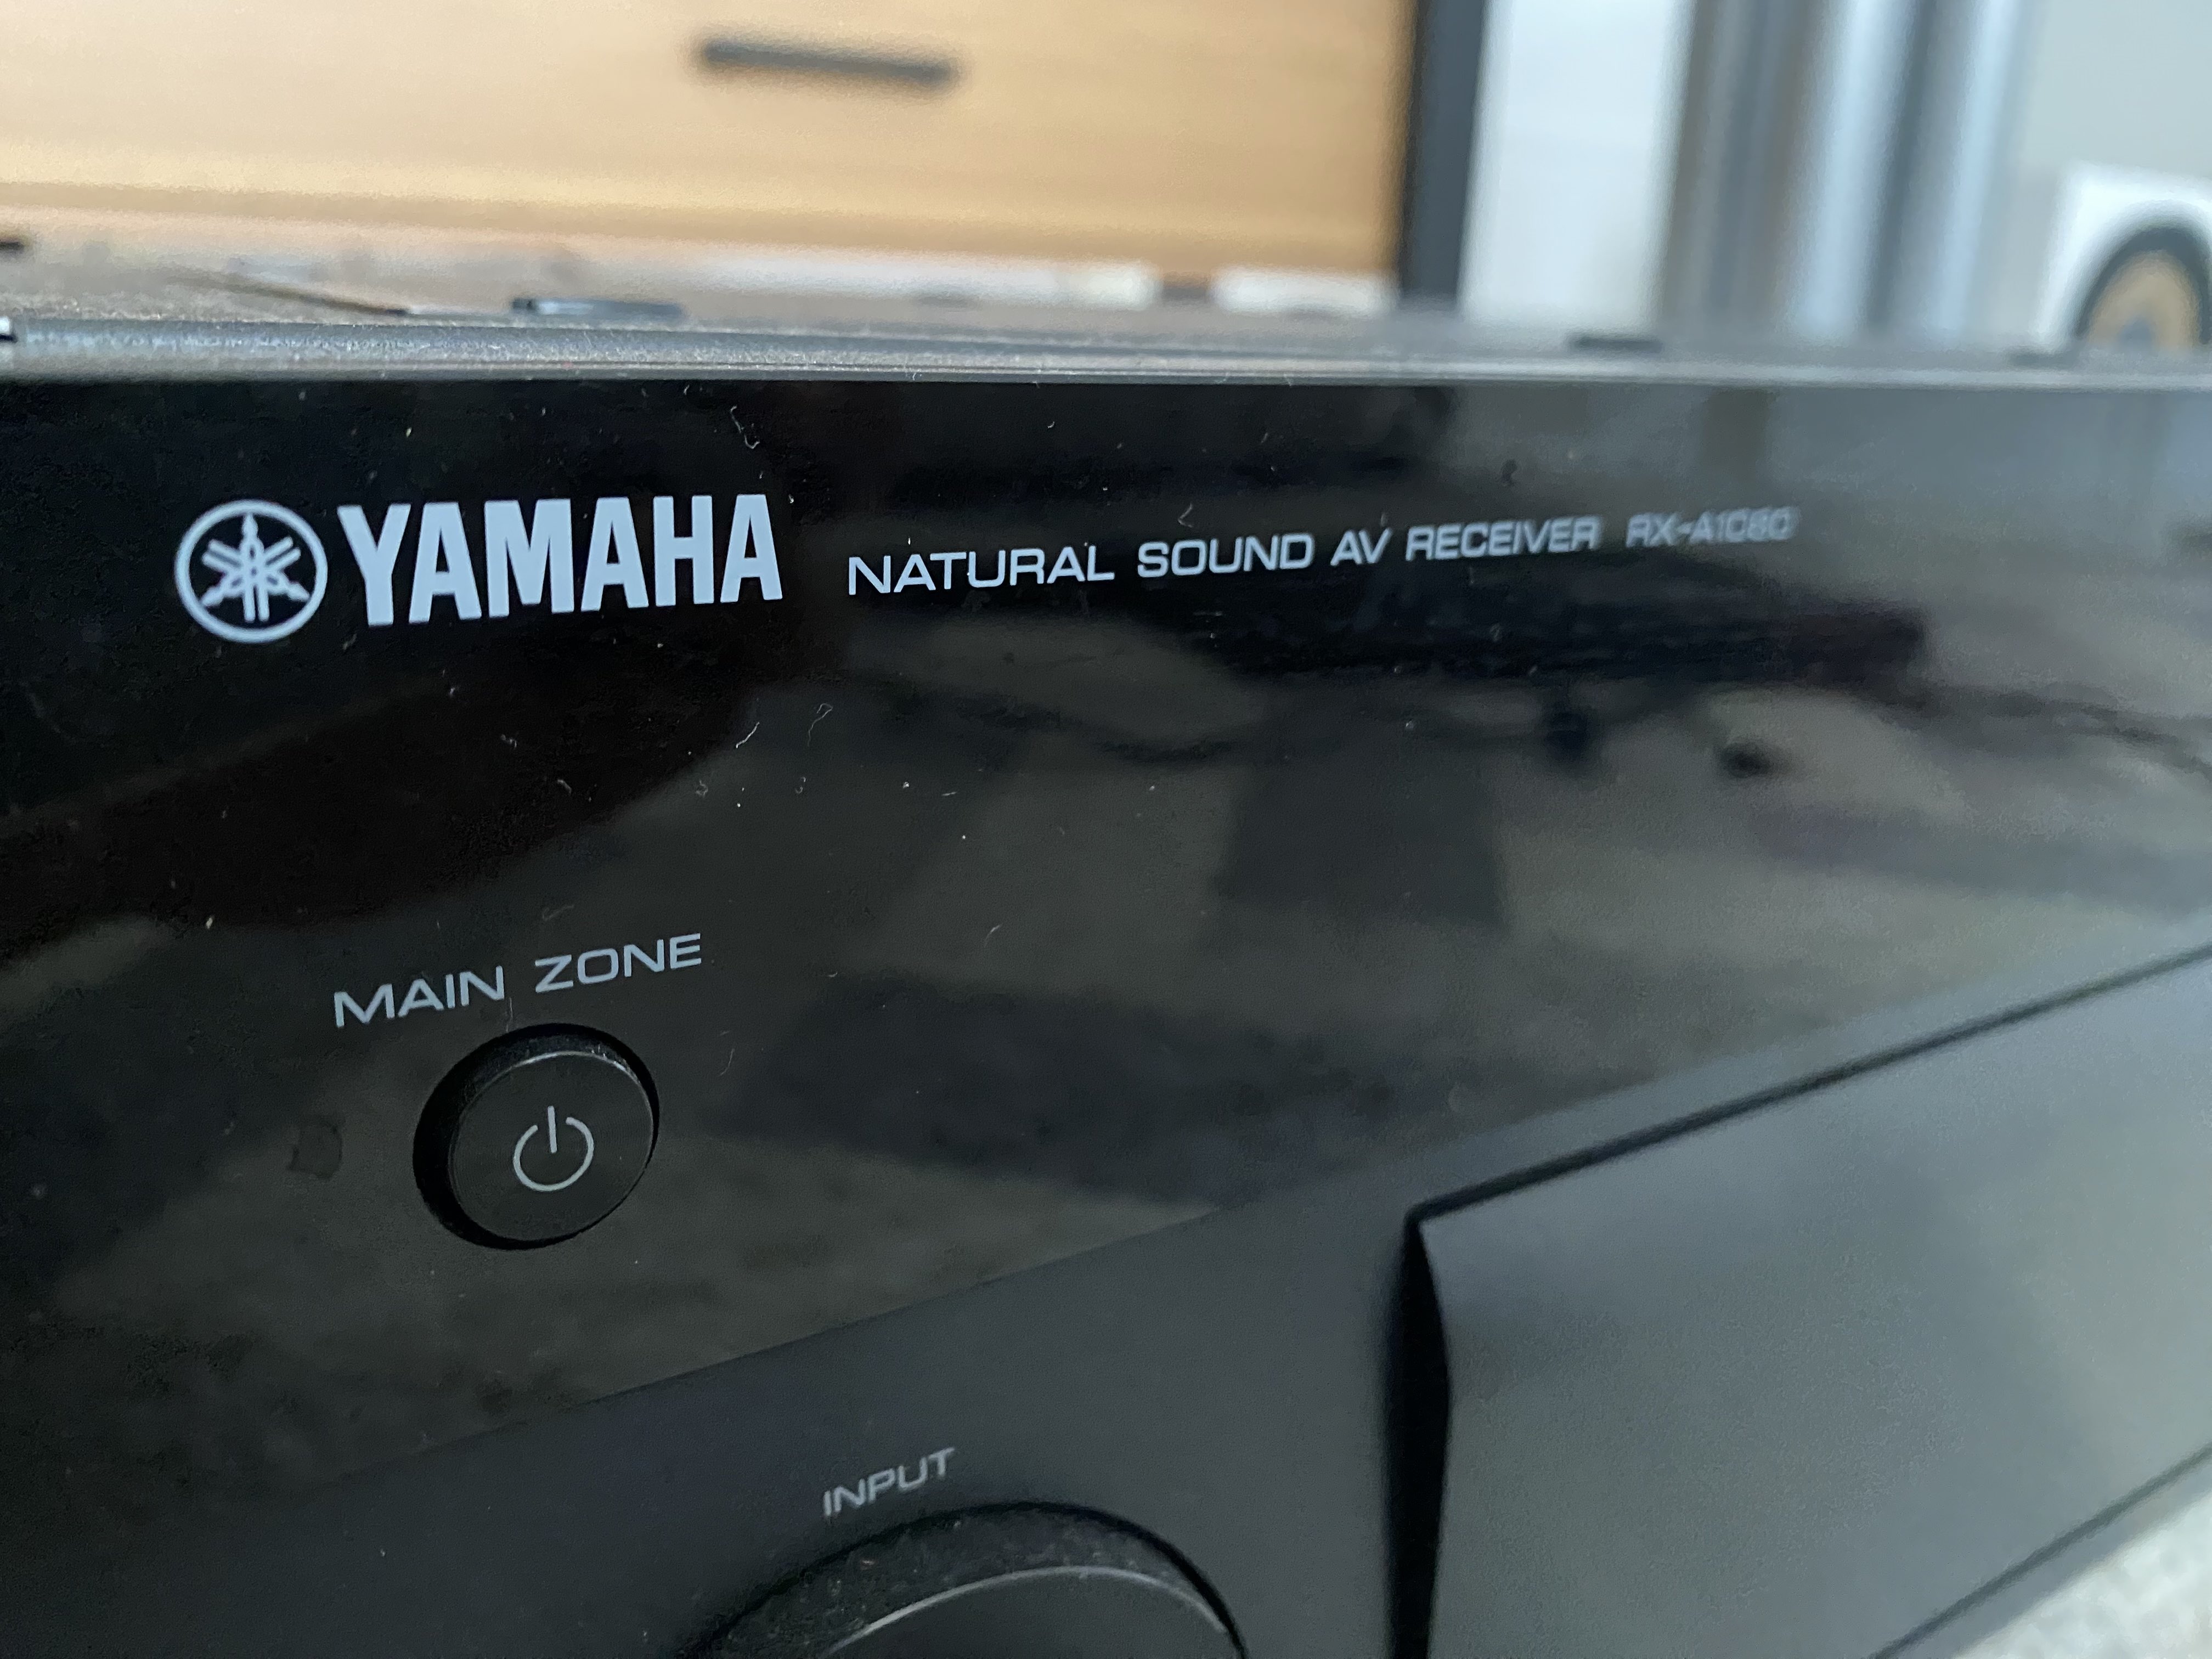 YAMAHA NATURAL SOUND AV RECEIVER RX-A1080
MAIN ZONE
INPUT